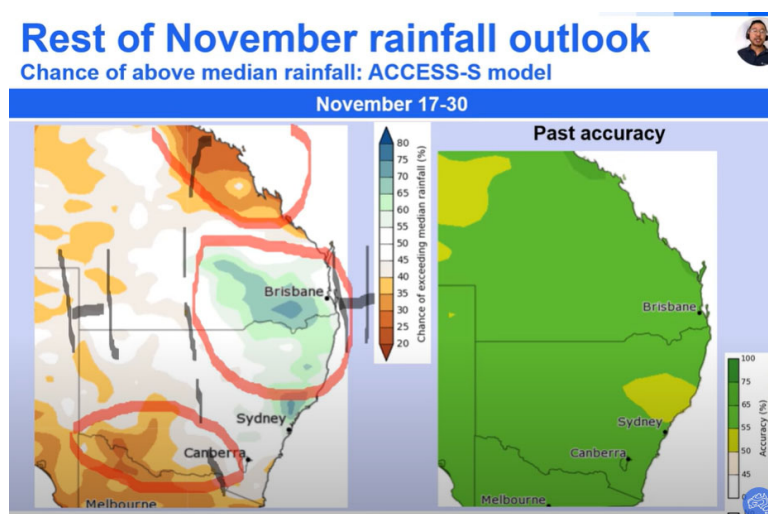 Rest of November rainfall outlook
Chance of above median rainfall: ACCESS-S model
November 17-30
Past accuracy
80
75
70
65
60
55
50
45
40
35
30
25
20
Chance of exceeding median rainfall (%)
Brisbane
Sydney
Canberra
Melbourne
Brisbane
Sydney
Canberra
Melbourne
100
75
65
55
50
45
Accuracy (%)